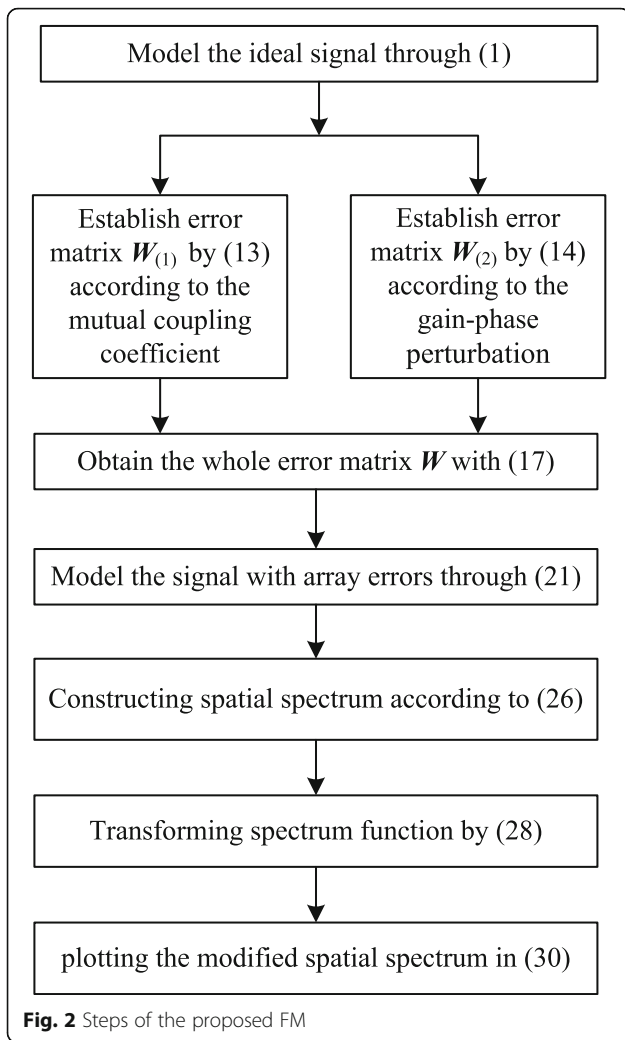 Model the ideal signal through (1)
Establish error
matrix W(1) by (13)
according to the
mutual coupling
coefficient
Establish error
matrix W(2) by (14)
according to the
gain-phase
perturbation
Obtain the whole error matrix W with (17)
Model the signal with array errors through (21)
Constructing spatial spectrum according to (26)
Transforming spectrum function by (28)
plotting the modified spatial spectrum in (30)
Fig. 2 Steps of the proposed FM